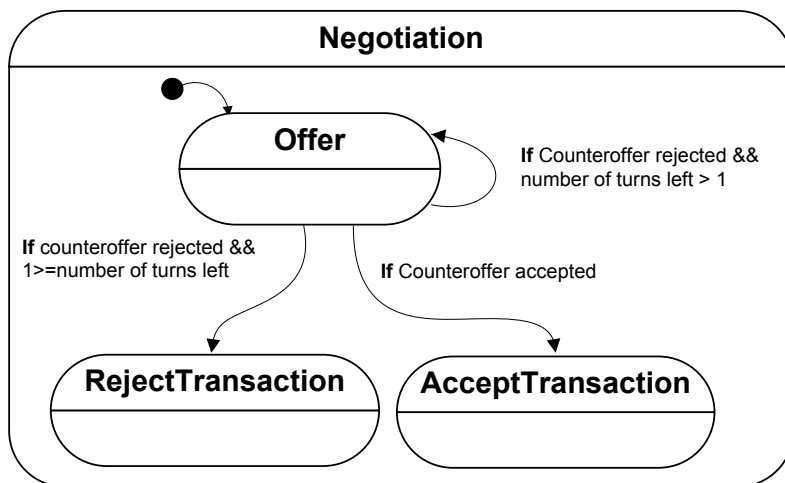 Negotiation
Offer
If Counteroffer rejected &&
number of turns left > 1
If counteroffer rejected &&
1>=number of turns left
If Counteroffer accepted
RejectTransaction
AcceptTransaction